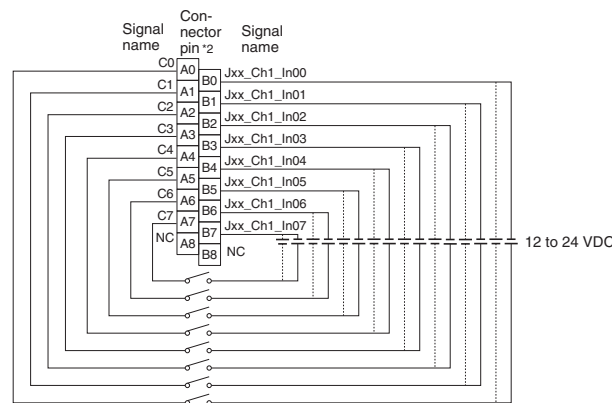 Signal name
Con-nector pin *2
Signal name
C0 A0 B0 Jxx_Ch1_In00
C1 A1 B1 Jxx_Ch1_In01
C2 A2 B2 Jxx_Ch1_In02
C3 A3 B3 Jxx_Ch1_In03
C4 A4 B4 Jxx_Ch1_In04
C5 A5 B5 Jxx_Ch1_In05
C6 A6 B6 Jxx_Ch1_In06
C7 A7 B7 Jxx_Ch1_In07
NC A8 B8 NC
12 to 24 VDC